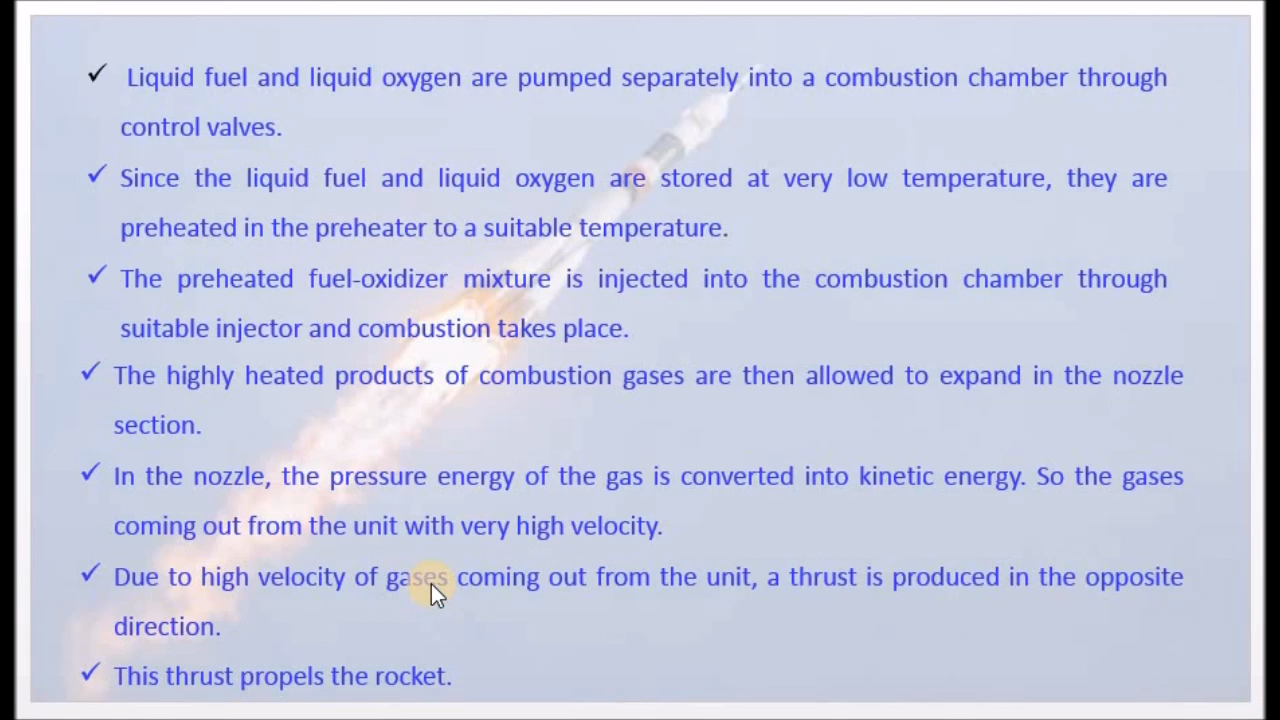 ✓ Liquid fuel and liquid oxygen are pumped separately into a combustion chamber through
control valves.
✓ Since the liquid fuel and liquid oxygen are stored at very low temperature, they are
preheated in the preheater to a suitable temperature.
✓ The preheated fuel-oxidizer mixture is injected into the combustion chamber through
suitable injector and combustion takes place.
✓ The highly heated products of combustion gases are then allowed to expand in the nozzle
section.
✓ In the nozzle, the pressure energy of the gas is converted into kinetic energy. So the gases
coming out from the unit with very high velocity.
✓ Due to high velocity of gases coming out from the unit, a thrust is produced in the opposite
direction.
✓ This thrust propels the rocket.